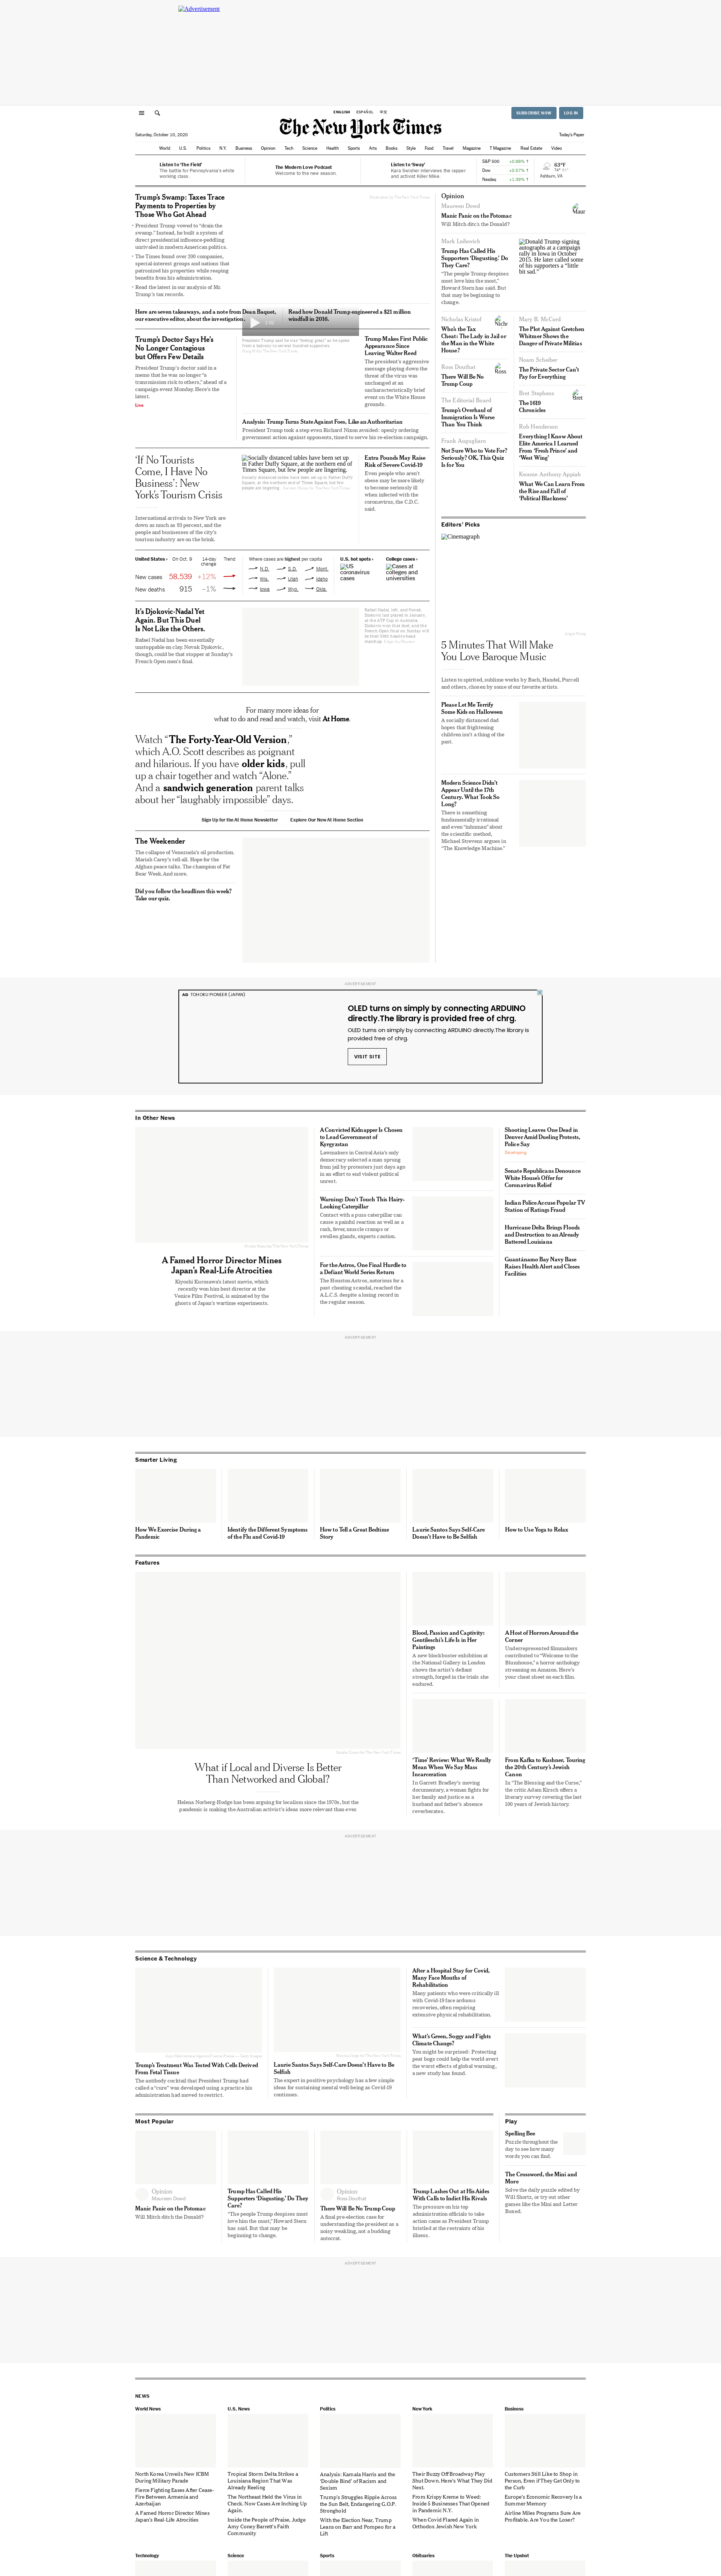 Advertisement
ENGLISH ESPAÑOL 中文
SUBSCRIBE NOW LOG IN
Saturday, October 10, 2020
The New York Times
Today's Paper
World U.S. Politics N.Y. Business Opinion Tech Science Health Sports Arts Books Style Food Travel Magazine T Magazine Real Estate Video
Listen to 'The Field'
The battle for Pennsylvania's white
working class.
The Modern Love Podcast
Welcome to the new season.
Listen to 'Sway'
Kara Swisher interviews the rapper
and activist Killer Mike.
S&P 500 +0.88% ↑
Dow +0.57% ↑
Nasdaq +1.39% ↑
63°F
Ashburn, VA
Trump's Swamp: Taxes Trace
Payments to Properties by
Those Who Got Ahead
• President Trump vowed to "drain the
swamp." Instead, he built a system of
direct presidential influence-peddling
unrivaled in modern American politics.
• The Times found over 200 companies,
special-interest groups and nations that
patronized his properties while reaping
benefits from his administration.
• Read the latest in our analysis of Mr.
Trump's tax records.
Here are seven takeaways, and a note from Dean Baquet,
our executive editor, about the investigation.
Read how Donald Trump engineered a $21 million
windfall in 2016.
Trump's Doctor Says He's
No Longer Contagious
but Offers Few Details
President Trump's doctor said in a
memo that he was no longer "a
transmission risk to others," ahead of a
campaign event Monday. Here's the
latest.
LIVE
President Trump said he was "feeling great" as he spoke
from a balcony to several hundred supporters.
Trump Makes First Public
Appearance Since
Leaving Walter Reed
The president's aggressive
message playing down the
threat of the virus was
unchanged at an
uncharacteristically brief
event on the White House
grounds.
Analysis: Trump Turns State Against Foes, Like an Authoritarian
President Trump took a step even Richard Nixon avoided: openly ordering
government action against opponents, timed to serve his re-election campaign.
'If No Tourists
Come, I Have No
Business': New
York's Tourism Crisis
International arrivals to New York are
down as much as 93 percent, and the
people and businesses of the city's
tourism industry are on the brink.
Socially distanced tables have been set up
in Father Duffy Square, at the northern end of
Times Square, but few people are lingering.
Socially distanced tables have been set up in Father Duffy
Square, at the northern end of Times Square, but few
people are lingering.
Extra Pounds May Raise
Risk of Severe Covid-19
Even people who aren't
obese may be more likely
to become seriously ill
when infected with the
coronavirus, the C.D.C.
said.
United States › On Oct. 9 14-day change Trend
New cases 58,539 +12%
New deaths 915 –1%
Where cases are highest per capita
N.D. S.D. Mont.
Wis. Utah Idaho
Iowa Wyo. Okla.
U.S. hot spots ›
US
coronavirus
cases
College cases ›
Cases at
colleges and
universities
It's Djokovic-Nadal Yet
Again. But This Duel
Is Not Like the Others.
Rafael Nadal has been essentially
unstoppable on clay. Novak Djokovic,
though, could be that stopper at Sunday's
French Open men's final.
Rafael Nadal, left, and Novak
Djokovic last played in January,
at the ATP Cup in Australia.
Djokovic won that duel, and the
French Open final on Sunday will
be their 56th head-to-head
matchup.
For many more ideas for
what to do and read and watch, visit At Home.
Watch "The Forty-Year-Old Version,"
which A.O. Scott describes as poignant
and hilarious. If you have older kids, pull
up a chair together and watch "Alone."
And a sandwich generation parent talks
about her "laughably impossible" days.
Sign Up for the At Home Newsletter Explore Our New At Home Section
The Weekender
The collapse of Venezuela's oil production.
Mariah Carey's tell-all. Hope for the
Afghan peace talks. The champion of Fat
Bear Week. And more.
Did you follow the headlines this week?
Take our quiz.
Opinion
Maureen Dowd
Manic Panic on the Potomac
Will Mitch ditch the Donald?
Maur
Mark Leibovich
Trump Has Called His
Supporters 'Disgusting.' Do
They Care?
"The people Trump despises
most love him the most,"
Howard Stern has said. But
that may be beginning to
change.
Donald Trump
signing
autographs at a
campaign
rally in Iowa in October
2015. He later called some
of his supporters a "little
bit sad."
Nicholas Kristof
Who's the Tax
Cheat: The Lady in Jail or
the Man in the White
House?
Mary B. McCord
The Plot Against Gretchen
Whitmer Shows the
Danger of Private Militias
Noam Scheiber
The Private Sector Can't
Pay for Everything
Ross Douthat
There Will Be No
Trump Coup
Bret Stephens
The 1619
Chronicles
The Editorial Board
Trump's Overhaul of
Immigration Is Worse
Than You Think
Rob Henderson
Everything I Know About
Elite America I Learned
From 'Fresh Prince' and
'West Wing'
Frank Augugliaro
Not Sure Who to Vote For?
Seriously? OK, This Quiz
Is for You
Kwame Anthony Appiah
What We Can Learn From
the Rise and Fall of
'Political Blackness'
Editors' Picks
Cinemagraph
5 Minutes That Will Make
You Love Baroque Music
Listen to spirited, sublime works by Bach, Handel, Purcell
and others, chosen by some of our favorite artists.
Please Let Me Terrify
Some Kids on Halloween
A socially distanced dad
hopes that frightening
children isn't a thing of the
past.
Modern Science Didn't
Appear Until the 17th
Century. What Took So
Long?
There is something
fundamentally irrational
and even "inhuman" about
the scientific method,
Michael Strevens argues in
"The Knowledge Machine."
ADVERTISEMENT
AD TOHOKU PIONEER (JAPAN)
OLED turns on simply by connecting ARDUINO
directly.The library is provided free of chrg.
OLED turns on simply by connecting ARDUINO directly.The library is
provided free of chrg.
VISIT SITE
In Other News
A Famed Horror Director Mines
Japan's Real-Life Atrocities
Kiyoshi Kurosawa's latest movie, which
recently won him best director at the
Venice Film Festival, is animated by the
ghosts of Japan's wartime experiments.
A Convicted Kidnapper Is Chosen
to Lead Government of
Kyrgyzstan
Lawmakers in Central Asia's only
democracy selected a man sprung
from jail by protesters just days ago
in an effort to end violent political
unrest.
Warning: Don't Touch This Hairy-
Looking Caterpillar
Contact with a puss caterpillar can
cause a painful reaction as well as a
rash, fever, muscle cramps or
swollen glands, experts caution.
For the Astros, One Final Hurdle to
a Defiant World Series Return
The Houston Astros, notorious for a
past cheating scandal, reached the
A.L.C.S. despite a losing record in
the regular season.
Shooting Leaves One Dead in
Denver Amid Dueling Protests,
Police Say
Developing
Senate Republicans Denounce
White House's Offer for
Coronavirus Relief
Indian Police Accuse Popular TV
Station of Ratings Fraud
Hurricane Delta Brings Floods
and Destruction to an Already
Battered Louisiana
Guantánamo Bay Navy Base
Raises Health Alert and Closes
Facilities
ADVERTISEMENT
Smarter Living
How We Exercise During a
Pandemic
Identify the Different Symptoms
of the Flu and Covid-19
How to Tell a Great Bedtime
Story
Laurie Santos Says Self-Care
Doesn't Have to Be Selfish
How to Use Yoga to Relax
Features
What if Local and Diverse Is Better
Than Networked and Global?
Helena Norberg-Hodge has been arguing for localism since the 1970s, but the
pandemic is making the Australian activist's ideas more relevant than ever.
Blood, Passion and Captivity:
Gentileschi's Life Is in Her
Paintings
A new blockbuster exhibition at
the National Gallery in London
shows the artist's defiant
strength, forged in the trials she
endured.
A Host of Horrors Around the
Corner
Underrepresented filmmakers
contributed to "Welcome to the
Blumhouse," a horror anthology
streaming on Amazon. Here's
your cheat sheet on each film.
'Time' Review: What We Really
Mean When We Say Mass
Incarceration
In Garrett Bradley's moving
documentary, a woman fights for
her family and justice as a
husband and father's absence
reverberates.
From Kafka to Kushner, Touring
the 20th Century's Jewish
Canon
In "The Blessing and the Curse,"
the critic Adam Kirsch offers a
literary survey covering the last
100 years of Jewish history.
ADVERTISEMENT
Science & Technology
Trump's Treatment Was Tested With Cells Derived
From Fetal Tissue
The antibody cocktail that President Trump had
called a "cure" was developed using a practice his
administration had moved to restrict.
Laurie Santos Says Self-Care Doesn't Have to Be
Selfish
The expert in positive psychology has a few simple
ideas for sustaining mental well-being as Covid-19
continues.
After a Hospital Stay for Covid,
Many Face Months of
Rehabilitation
Many patients who were critically ill
with Covid-19 face arduous
recoveries, often requiring
extensive physical rehabilitation.
What's Green, Soggy and Fights
Climate Change?
You might be surprised: Protecting
peat bogs could help the world avert
the worst effects of global warming,
a new study has found.
Most Popular
Opinion
Maureen Dowd
Manic Panic on the Potomac
Will Mitch ditch the Donald?
Trump Has Called His
Supporters 'Disgusting.' Do They
Care?
"The people Trump despises most
love him the most," Howard Stern
has said. But that may be
beginning to change.
Opinion
Ross Douthat
There Will Be No Trump Coup
A final pre-election case for
understanding the president as a
noisy weakling, not a budding
autocrat.
Trump Lashes Out at His Aides
With Calls to Indict His Rivals
The pressure on his top
administration officials to take
action came as President Trump
bristled at the restraints of his
illness.
Play
Spelling Bee
Puzzle throughout the
day to see how many
words you can find.
The Crossword, the Mini and
More
Solve the daily puzzle edited by
Will Shortz, or try out other
games like the Mini and Letter
Boxed.
ADVERTISEMENT
NEWS
World News
North Korea Unveils New ICBM
During Military Parade
Fierce Fighting Eases After Cease-
Fire Between Armenia and
Azerbaijan
A Famed Horror Director Mines
Japan's Real-Life Atrocities
U.S. News
Tropical Storm Delta Strikes a
Louisiana Region That Was
Already Reeling
The Northeast Held the Virus in
Check. Now Cases Are Inching Up
Again.
Inside the People of Praise, Judge
Amy Coney Barrett's Faith
Community
Politics
Analysis: Kamala Harris and the
'Double Bind' of Racism and
Sexism
Trump's Struggles Ripple Across
the Sun Belt, Endangering G.O.P.
Stronghold
With the Election Near, Trump
Leans on Barr and Pompeo for a
Lift
New York
Their Buzzy Off Broadway Play
Shut Down. Here's What They Did
Next.
From Krispy Kreme to Weed:
Inside 5 Businesses That Opened
in Pandemic N.Y.
When Covid Flared Again in
Orthodox Jewish New York
Business
Customers Still Like to Shop in
Person, Even if They Get Only to
the Curb
Europe's Economic Recovery Is a
Summer Memory
Airline Miles Programs Sure Are
Profitable. Are You the Loser?
Technology
Science
Sports
Obituaries
The Upshot